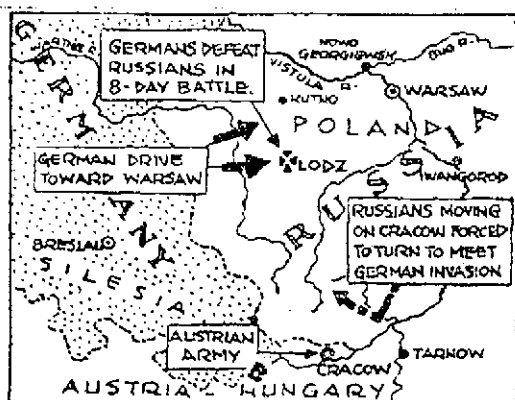 GERMANY
GERMANS DEFEAT
RUSSIANS IN
8-DAY BATTLE.
NOWO
GEORGIEWSK
BUG R.
VISTULA R.
KUTNO
WARSAW
POLAND
RUSSIA
GERMAN DRIVE
TOWARD WARSAW
LODZ
IWANGOROD
RUSSIANS MOVING
ON CRACOW FORCED
TO TURN TO MEET
GERMAN INVASION
BRESLAU
SILESIA
AUSTRIAN
ARMY
CRACOW
TARNOW
AUSTRIA-HUNGARY